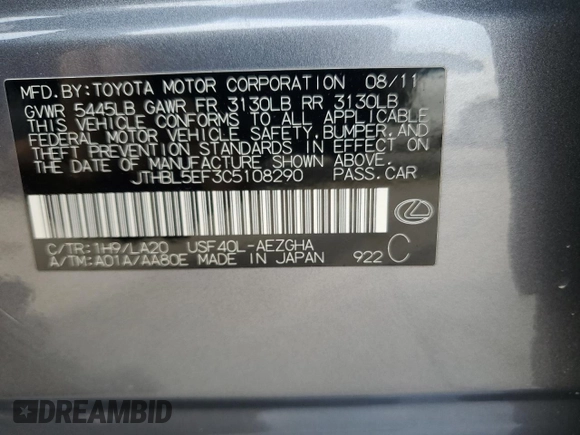 MFD.BY:TOYOTA MOTOR CORPORATION 08/11
GVWR 5445LB GAWR FR 3130LB RR 3130LB
THIS VEHICLE CONFORMS TO ALL APPLICABLE
FEDERAL MOTOR VEHICLE SAFETY,BUMPER,AND
THEFT PREVENTION STANDARDS IN EFFECT ON
THE DATE OF MANUFACTURE SHOWN ABOVE.
JTHBL5EF3C5108290 PASS.CAR
C/TR:1H9/LA20 USF40L-AEZGHA
A/TM:A01A/AA80E MADE IN JAPAN 922 C
DREAMBID